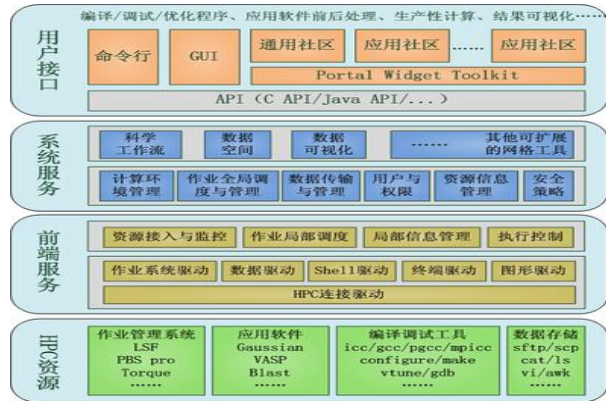 编译/调试/优化程序、应用软件前后处理、生产性计算、结果可视化……
用户接口
命令行
GUI
通用社区
应用社区
……
应用社区
Portal Widget Toolkit
API (C API/Java API/...)
系统服务
科学
工作流
数据
空间
数据
可视化
……
其他可扩展
的网格工具
计算环
境管理
作业全局调
度与管理
数据传输
与管理
用户与
权限
资源信息
管理
安全
策略
前端服务
资源接入与监控
作业局部调度
局部信息管理
执行控制
作业系统驱动
数据驱动
Shell驱动
终端驱动
图形驱动
HPC连接驱动
HPC资源
作业管理系统
LSF
PBS pro
Torque
……
应用软件
Gaussian
VASP
Blast
……
编译调试工具
icc/gcc/pgcc/mpicc
configure/make
vtune/gdb
……
数据存储
sftp/scp
cat/ls
vi/awk
……